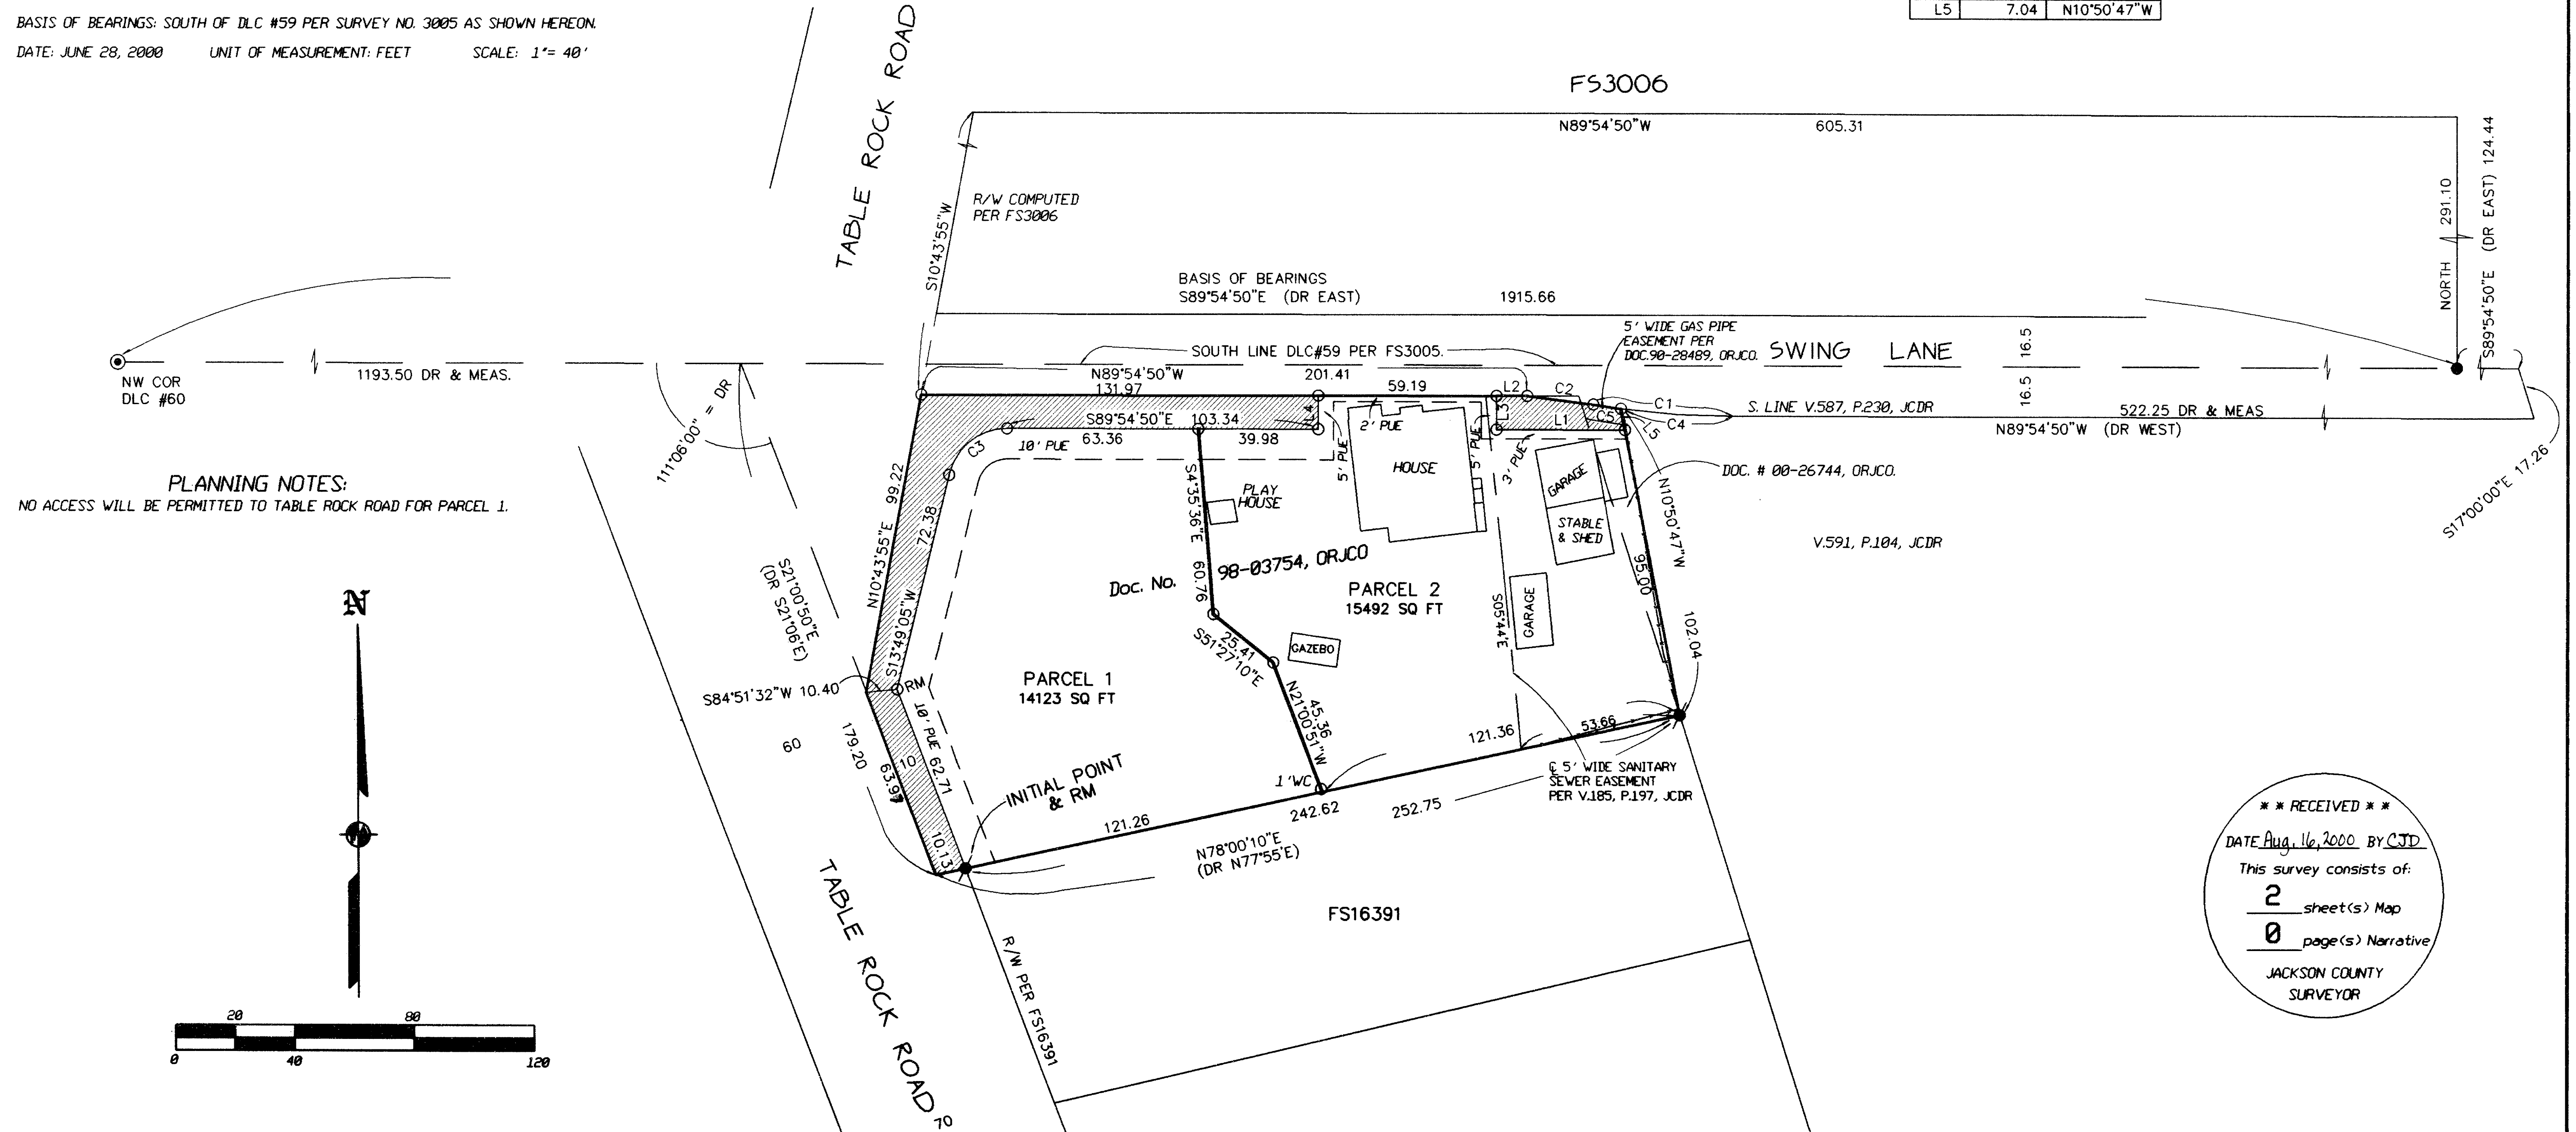 BASIS OF BEARINGS: SOUTH OF DLC #59 PER SURVEY NO. 3005 AS SHOWN HEREON.
DATE: JUNE 28, 2000 UNIT OF MEASUREMENT: FEET SCALE: 1"= 40'
L5 7.04 N10°50'47"W
TABLE ROCK ROAD
FS3006
N89°54'50"W 605.31
R/W COMPUTED
PER FS3006
S10°43'55"W
NORTH 291.10
S89°54'50"E (DR EAST) 124.44
BASIS OF BEARINGS
S89°54'50"E (DR EAST) 1915.66
NW COR
DLC #60
1193.50 DR & MEAS.
111°06'00" = DR
SOUTH LINE DLC#59 PER FS3005.
5' WIDE GAS PIPE
EASEMENT PER
DOC.90-28489, ORJCO.
SWING LANE
16.5
16.5
N89°54'50"W 201.41
131.97
59.19
L2
C2
C1
C5
C4
L5
L1
L3
L4
S. LINE V.587, P.230, JCDR
522.25 DR & MEAS
N89°54'50"W (DR WEST)
S17°00'00"E 17.26
S89°54'50"E 103.34
63.36
39.98
10' PUE
C3
2' PUE
5' PUE
5' PUE
3' PUE
HOUSE
PLAY
HOUSE
GARAGE
STABLE
& SHED
GARAGE
GAZEBO
DOC. # 00-26744, ORJCO.
V.591, P.104, JCDR
N10°50'47"W
95.00
102.04
PLANNING NOTES:
NO ACCESS WILL BE PERMITTED TO TABLE ROCK ROAD FOR PARCEL 1.
N10°43'55"E 99.22
72.38
S13°49'05"W
S21°00'50"E
(DR S21°06'E)
S4°35'36"E 60.76
Doc. No. 98-03754, ORJCO
PARCEL 2
15492 SQ FT
S05°44'E
25.41
S51°27'10"E
45.36
N21°00'51"W
PARCEL 1
14123 SQ FT
S84°51'32"W 10.40
RM
10' PUE
62.71
10
60
179.20
10.13
INITIAL POINT
& RM
1'WC
121.26
242.62
252.75
121.36
53.66
N78°00'10"E
(DR N77°55'E)
℄ 5' WIDE SANITARY
SEWER EASEMENT
PER V.185, P.197, JCDR
FS16391
TABLE ROCK ROAD
70
R/W PER FS16391
N
20 80
0 40 120
* * RECEIVED * *
DATE Aug. 16, 2000 BY CJD
This survey consists of:
2 sheet(s) Map
0 page(s) Narrative
JACKSON COUNTY
SURVEYOR